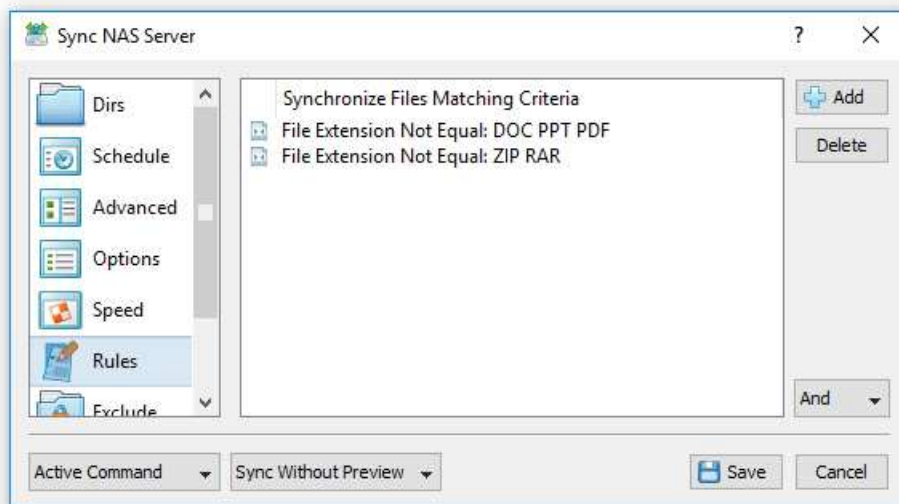 Sync NAS Server
?
Dirs
Schedule
Advanced
Options
Speed
Rules
Exclude
Synchronize Files Matching Criteria
File Extension Not Equal: DOC PPT PDF
File Extension Not Equal: ZIP RAR
Add
Delete
And
Active Command
Sync Without Preview
Save
Cancel